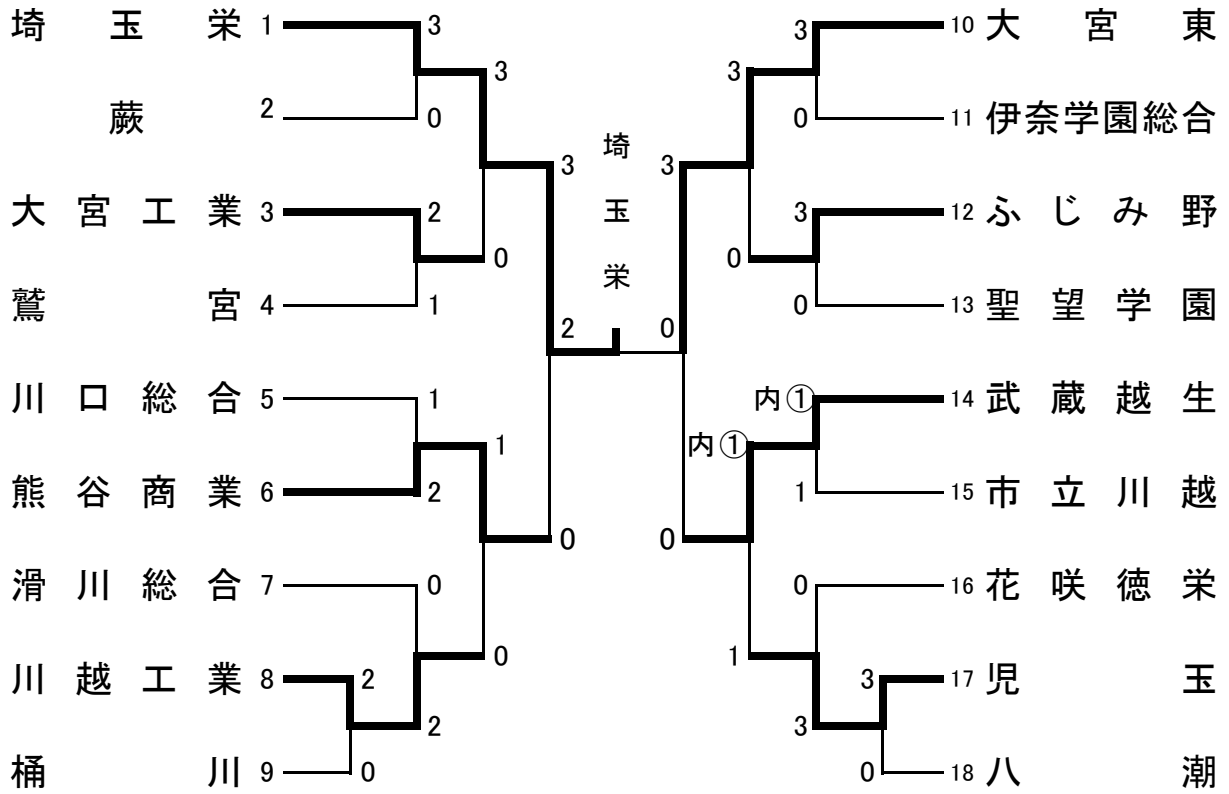 埼玉栄 1 3 3 10 大宮東
3 3
蕨 2 0 0 11 伊奈学園総合
埼玉栄
3 3
大宮工業 3 2 3 12 ふじみ野
0 0
鷲宮 4 1 0 13 聖望学園
2 0
川口総合 5 1 内① 14 武蔵越生
1 内①
熊谷商業 6 2 1 15 市立川越
0 0
滑川総合 7 0 0 16 花咲徳栄
0 1
川越工業 8 2 3 17 児玉
2 3
桶川 9 0 0 18 八潮